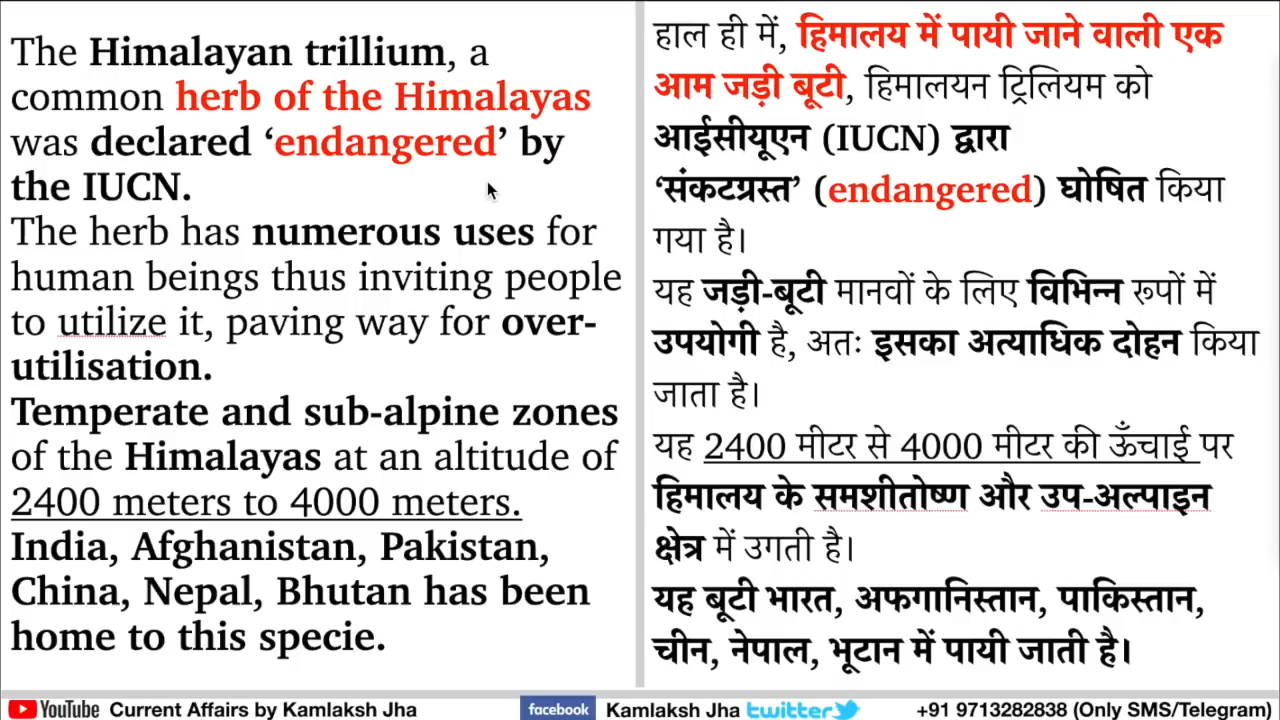 The Himalayan trillium, a
common herb of the Himalayas
was declared ‘endangered’ by
the IUCN.
The herb has numerous uses for
human beings thus inviting people
to utilize it, paving way for over-
utilisation.
Temperate and sub-alpine zones
of the Himalayas at an altitude of
2400 meters to 4000 meters.
India, Afghanistan, Pakistan,
China, Nepal, Bhutan has been
home to this specie.
हाल ही में, हिमालय में पायी जाने वाली एक
आम जड़ी बूटी, हिमालयन ट्रिलियम को
आईसीयूएन (IUCN) द्वारा
‘संकटग्रस्त’ (endangered) घोषित किया
गया है।
यह जड़ी-बूटी मानवों के लिए विभिन्न रूपों में
उपयोगी है, अतः इसका अत्याधिक दोहन किया
जाता है।
यह 2400 मीटर से 4000 मीटर की ऊँचाई पर
हिमालय के समशीतोष्ण और उप-अल्पाइन
क्षेत्र में उगती है।
यह बूटी भारत, अफगानिस्तान, पाकिस्तान,
चीन, नेपाल, भूटान में पायी जाती है।
YouTube Current Affairs by Kamlaksh Jha facebook Kamlaksh Jha twitter +91 9713282838 (Only SMS/Telegram)